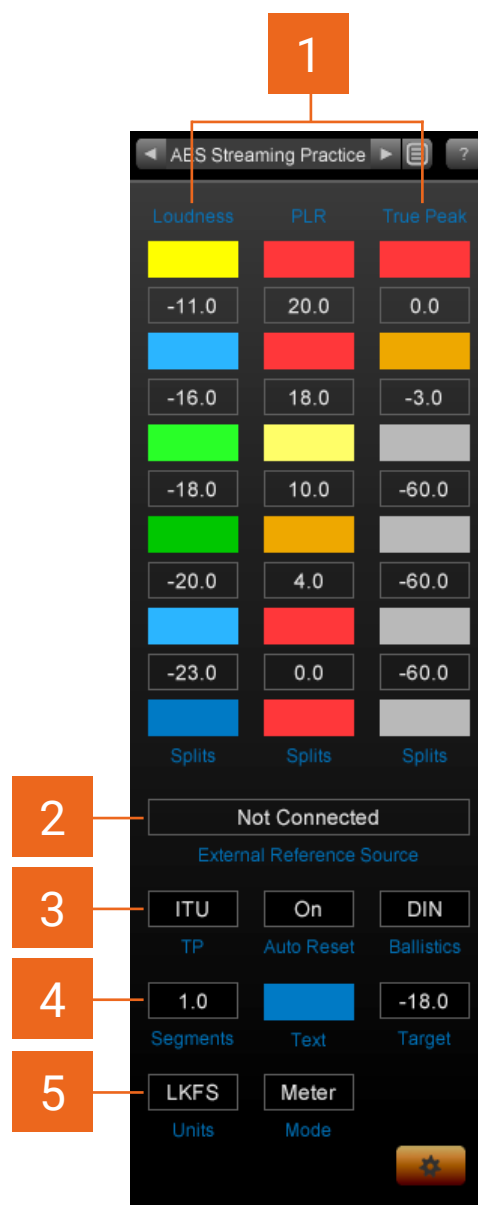 1
AES Streaming Practice ?
Loudness PLR True Peak
-11.0 20.0 0.0
-16.0 18.0 -3.0
-18.0 10.0 -60.0
-20.0 4.0 -60.0
-23.0 0.0 -60.0
Splits Splits Splits
2 Not Connected
External Reference Source
3 ITU On DIN
TP Auto Reset Ballistics
4 1.0 -18.0
Segments Text Target
5 LKFS Meter
Units Mode